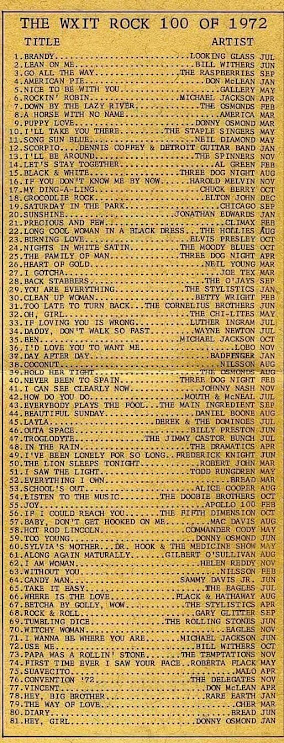 THE WXIT ROCK 100 OF 1972
TITLE ARTIST
1. BRANDY...LOOKING GLASS JUL
2. LEAN ON ME...BILL WITHERS JUN
3. GO ALL THE WAY...THE RASPBERRIES SEP
4. AMERICAN PIE...DON McLEAN JAN
5. NICE TO BE WITH YOU...GALLERY MAY
6. ROCKIN' ROBIN...MICHAEL JACKSON APR
7. DOWN BY THE LAZY RIVER...THE OSMONDS FEB
8. A HORSE WITH NO NAME...AMERICA MAR
9. PUPPY LOVE...DONNY OSMOND MAR
10. I'LL TAKE YOU THERE...THE STAPLE SINGERS MAY
11. SONG SUNG BLUE...NEIL DIAMOND MAY
12. SCORPIO...DENNIS COFFEY & DETROIT GUITAR BAND JAN
13. I'LL BE AROUND...THE SPINNERS NOV
14. LET'S STAY TOGETHER...AL GREEN FEB
15. BLACK & WHITE...THREE DOG NIGHT AUG
16. IF YOU DON'T KNOW ME BY NOW...HAROLD MELVIN NOV
17. MY DING-A-LING...CHUCK BERRY OCT
18. CROCODILE ROCK...ELTON JOHN DEC
19. SATURDAY IN THE PARK...CHICAGO SEP
20. SUNSHINE...JONATHAN EDWARDS JAN
21. PRECIOUS AND FEW...CLIMAX FEB
22. LONG COOL WOMAN IN A BLACK DRESS...THE HOLLIES AUG
23. BURNING LOVE...ELVIS PRESLEY OCT
24. NIGHTS IN WHITE SATIN...THE MOODY BLUES OCT
25. THE FAMILY OF MAN...THREE DOG NIGHT APR
26. HEART OF GOLD...NEIL YOUNG MAR
27. I GOTCHA...JOE TEX MAR
28. BACK STABBERS...THE O'JAYS SEP
29. YOU ARE EVERYTHING...THE STYLISTICS JAN
30. CLEAN UP WOMAN...BETTY WRIGHT FEB
31. TOO LATE TO TURN BACK...THE CORNELIUS BROTHERS JUN
32. OH, GIRL...THE CHI-LITES MAY
33. IF LOVING YOU IS WRONG...LUTHER INGRAM JUL
34. DADDY, DON'T WALK SO FAST...WAYNE NEWTON JUL
35. BEN...MICHAEL JACKSON OCT
36. I'D LOVE YOU TO WANT ME...LOBO NOV
37. DAY AFTER DAY...BADFINGER JAN
38. COCONUT...NILSSON AUG
39. HOLD HER TIGHT...THE OSMONDS AUG
40. NEVER BEEN TO SPAIN...THREE DOG NIGHT FEB
41. I CAN SEE CLEARLY NOW...JOHNNY NASH NOV
42. HOW DO YOU DO...MOUTH & McNEAL JUL
43. EVERYBODY PLAYS THE FOOL...THE MAIN INGREDIENT SEP
44. BEAUTIFUL SUNDAY...DANIEL BOONE AUG
45. LAYLA...DEREK & THE DOMINOES JUL
46. OUTA SPACE...BILLY PRESTON JUN
47. TROGLODYTE...THE JIMMY CASTOR BUNCH JUL
48. IN THE RAIN...THE DRAMATICS APR
49. I'VE BEEN LONELY FOR SO LONG..FREDERICK KNIGHT JUN
50. THE LION SLEEPS TONIGHT...ROBERT JOHN MAR
51. I SAW THE LIGHT...TODD RUNDGREN MAY
52. EVERYTHING I OWN...BREAD MAR
53. SCHOOL'S OUT...ALICE COOPER AUG
54. LISTEN TO THE MUSIC...THE DOOBIE BROTHERS OCT
55. JOY...APOLLO 100 FEB
56. IF I COULD REACH YOU...THE FIFTH DIMENSION OCT
57. BABY, DON'T GET HOOKED ON ME...MAC DAVIS AUG
58. HOT ROD LINCOLN...COMMANDER CODY MAY
59. TOO YOUNG...DONNY OSMOND JUN
60. SYLVIA'S MOTHER...DR. HOOK & THE MEDICINE SHOW MAY
61. ALONG AGAIN NATURALLY...GILBERT O'SULLIVAN AUG
62. I AM WOMAN...HELEN REDDY NOV
63. WITHOUT YOU...NILSSON FEB
64. CANDY MAN...SAMMY DAVIS JR. JUN
65. TAKE IT EASY...THE EAGLES JUL
66. WHERE IS THE LOVE...FLACK & HATHAWAY AUG
67. BETCHA BY GOLLY, WOW...THE STYLISTICS APR
68. ROCK & ROLL...GARY GLITTER SEP
69. TUMBLING DICE...THE ROLLING STONES JUN
70. WITCHY WOMAN...EAGLES NOV
71. I WANNA BE WHERE YOU ARE...MICHAEL JACKSON JUN
72. USE ME...BILL WITHERS OCT
73. PAPA WAS A ROLLIN' STONE...THE TEMPTATIONS NOV
74. FIRST TIME EVER I SAW YOUR FACE..ROBERTA FLACK MAY
75. SUAVECITO...MALO APR
76. CONVENTION '72...THE DELEGATES NOV
77. VINCENT...DON McLEAN APR
78. HEY, BIG BROTHER...RARE EARTH JAN
79. THE WAY OF LOVE...CHER MAR
80. DIARY...BREAD JUN
81. HEY, GIRL...DONNY OSMOND JAN